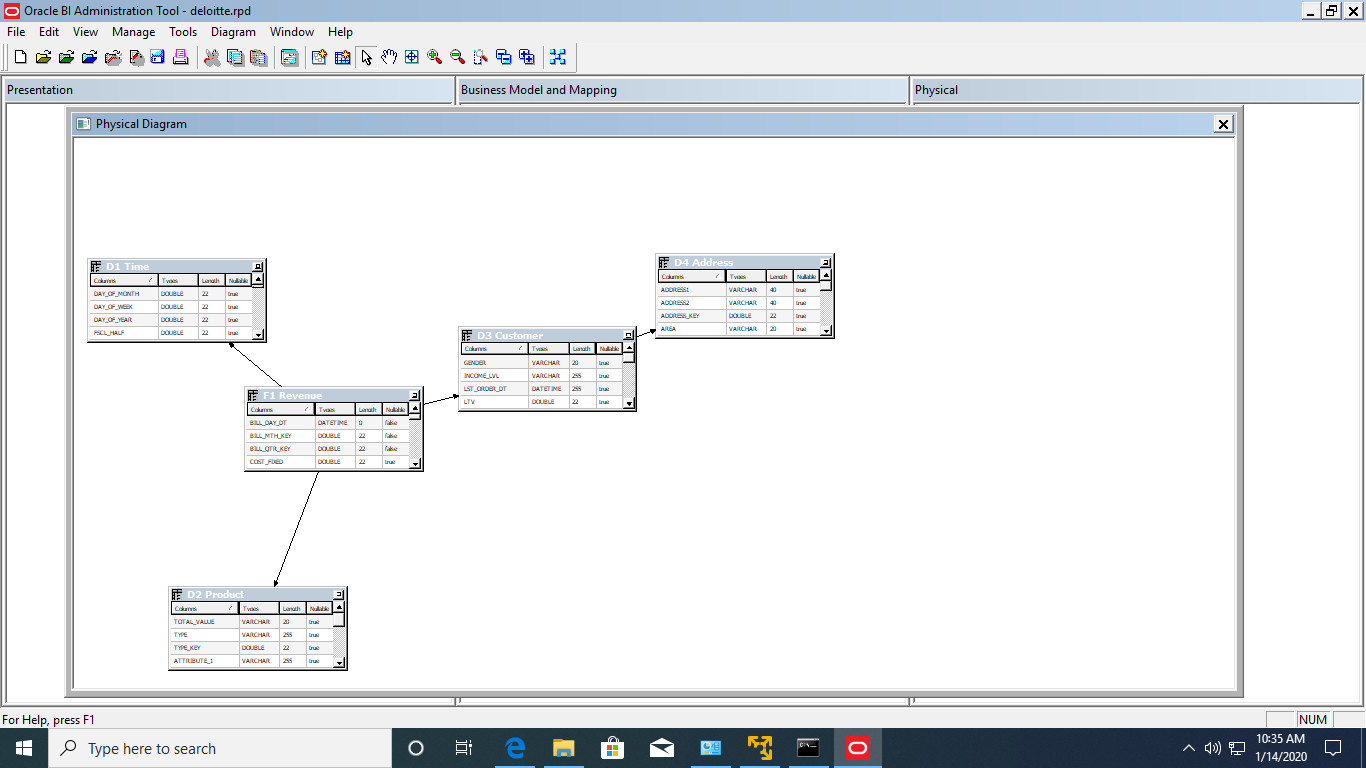 Oracle BI Administration Tool - deloitte.rpd
File Edit View Manage Tools Diagram Window Help
Presentation Business Model and Mapping Physical
Physical Diagram
D1 Time
Columns Types Length Nullable
DAY_OF_MONTH DOUBLE 22 true
DAY_OF_WEEK DOUBLE 22 true
DAY_OF_YEAR DOUBLE 22 true
FSCL_HALF DOUBLE 22 true
D4 Address
Columns Types Length Nullable
ADDRESS1 VARCHAR 40 true
ADDRESS2 VARCHAR 40 true
ADDRESS_KEY DOUBLE 22 true
AREA VARCHAR 20 true
D3 Customer
Columns Types Length Nullable
GENDER VARCHAR 20 true
INCOME_LVL VARCHAR 255 true
LST_ORDER_DT DATETIME 255 true
LTV DOUBLE 22 true
F1 Revenue
Columns Types Length Nullable
BILL_DAY_DT DATETIME 0 false
BILL_MTH_KEY DOUBLE 22 false
BILL_QTR_KEY DOUBLE 22 false
COST_FIXED DOUBLE 22 true
D2 Product
Columns Types Length Nullable
TOTAL_VALUE VARCHAR 20 true
TYPE VARCHAR 255 true
TYPE_KEY DOUBLE 22 true
ATTRIBUTE_1 VARCHAR 255 true
For Help, press F1 NUM
Type here to search
10:35 AM
1/14/2020